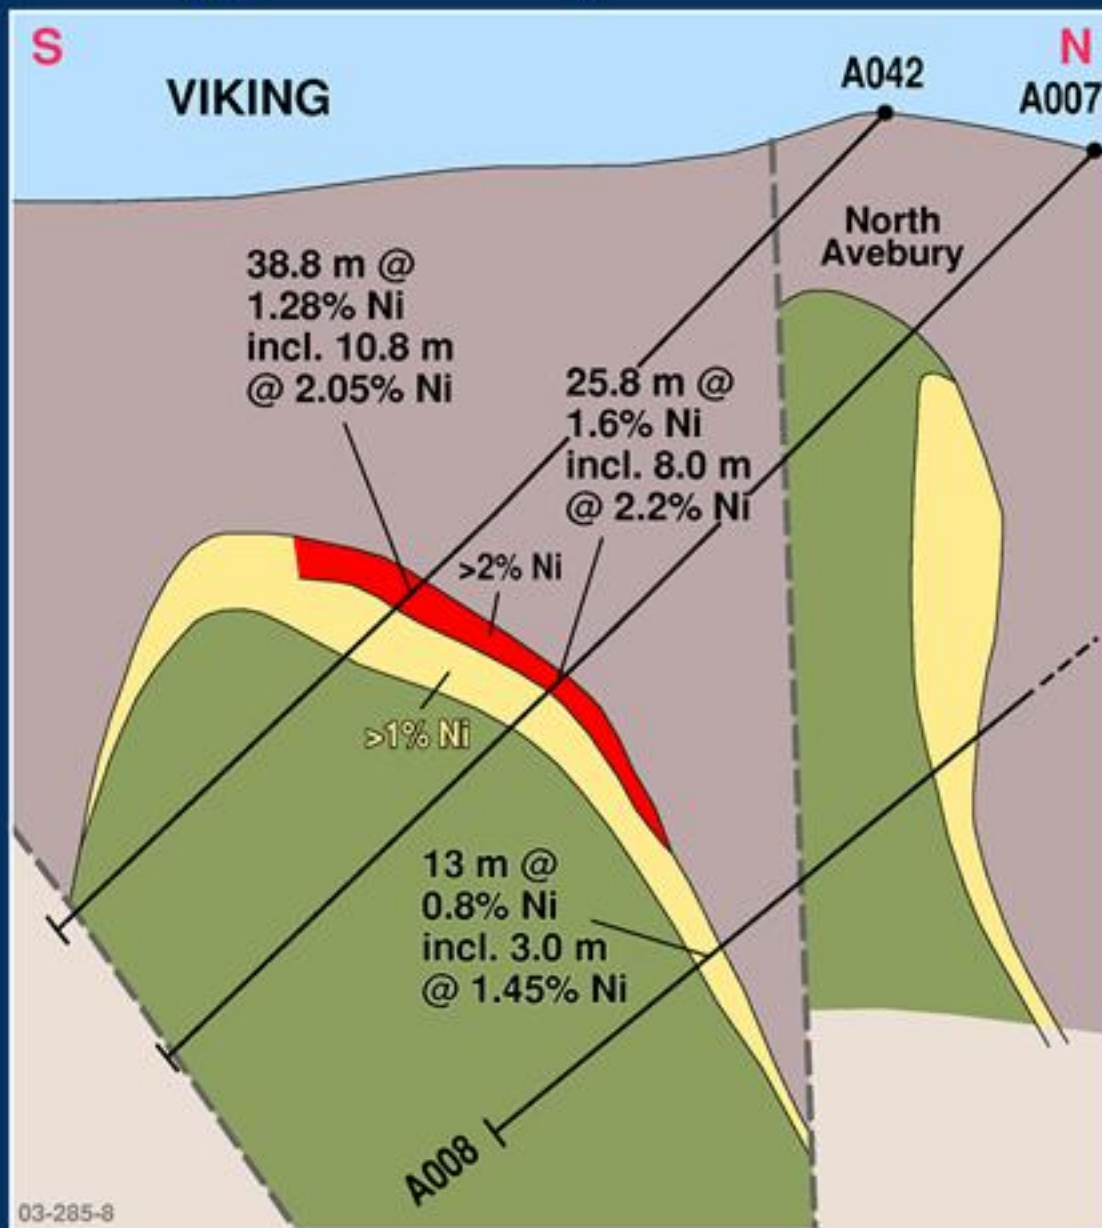 S
N
VIKING
A042
A007
North
Avebury
38.8 m @
1.28% Ni
incl. 10.8 m
@ 2.05% Ni
25.8 m @
1.6% Ni
incl. 8.0 m
@ 2.2% Ni
>2% Ni
>1% Ni
13 m @
0.8% Ni
incl. 3.0 m
@ 1.45% Ni
A008
03-285-8